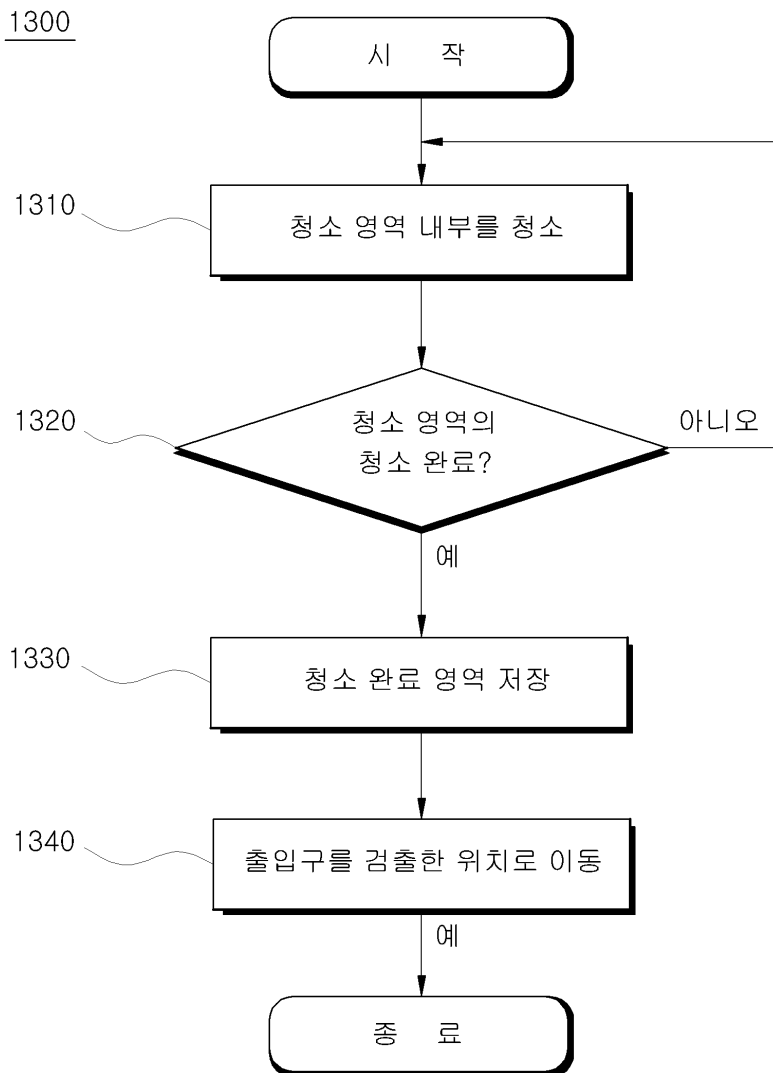 1300
시 작
1310
청소 영역 내부를 청소
1320
청소 영역의
청소 완료?
아니오
예
1330
청소 완료 영역 저장
1340
출입구를 검출한 위치로 이동
예
종 료